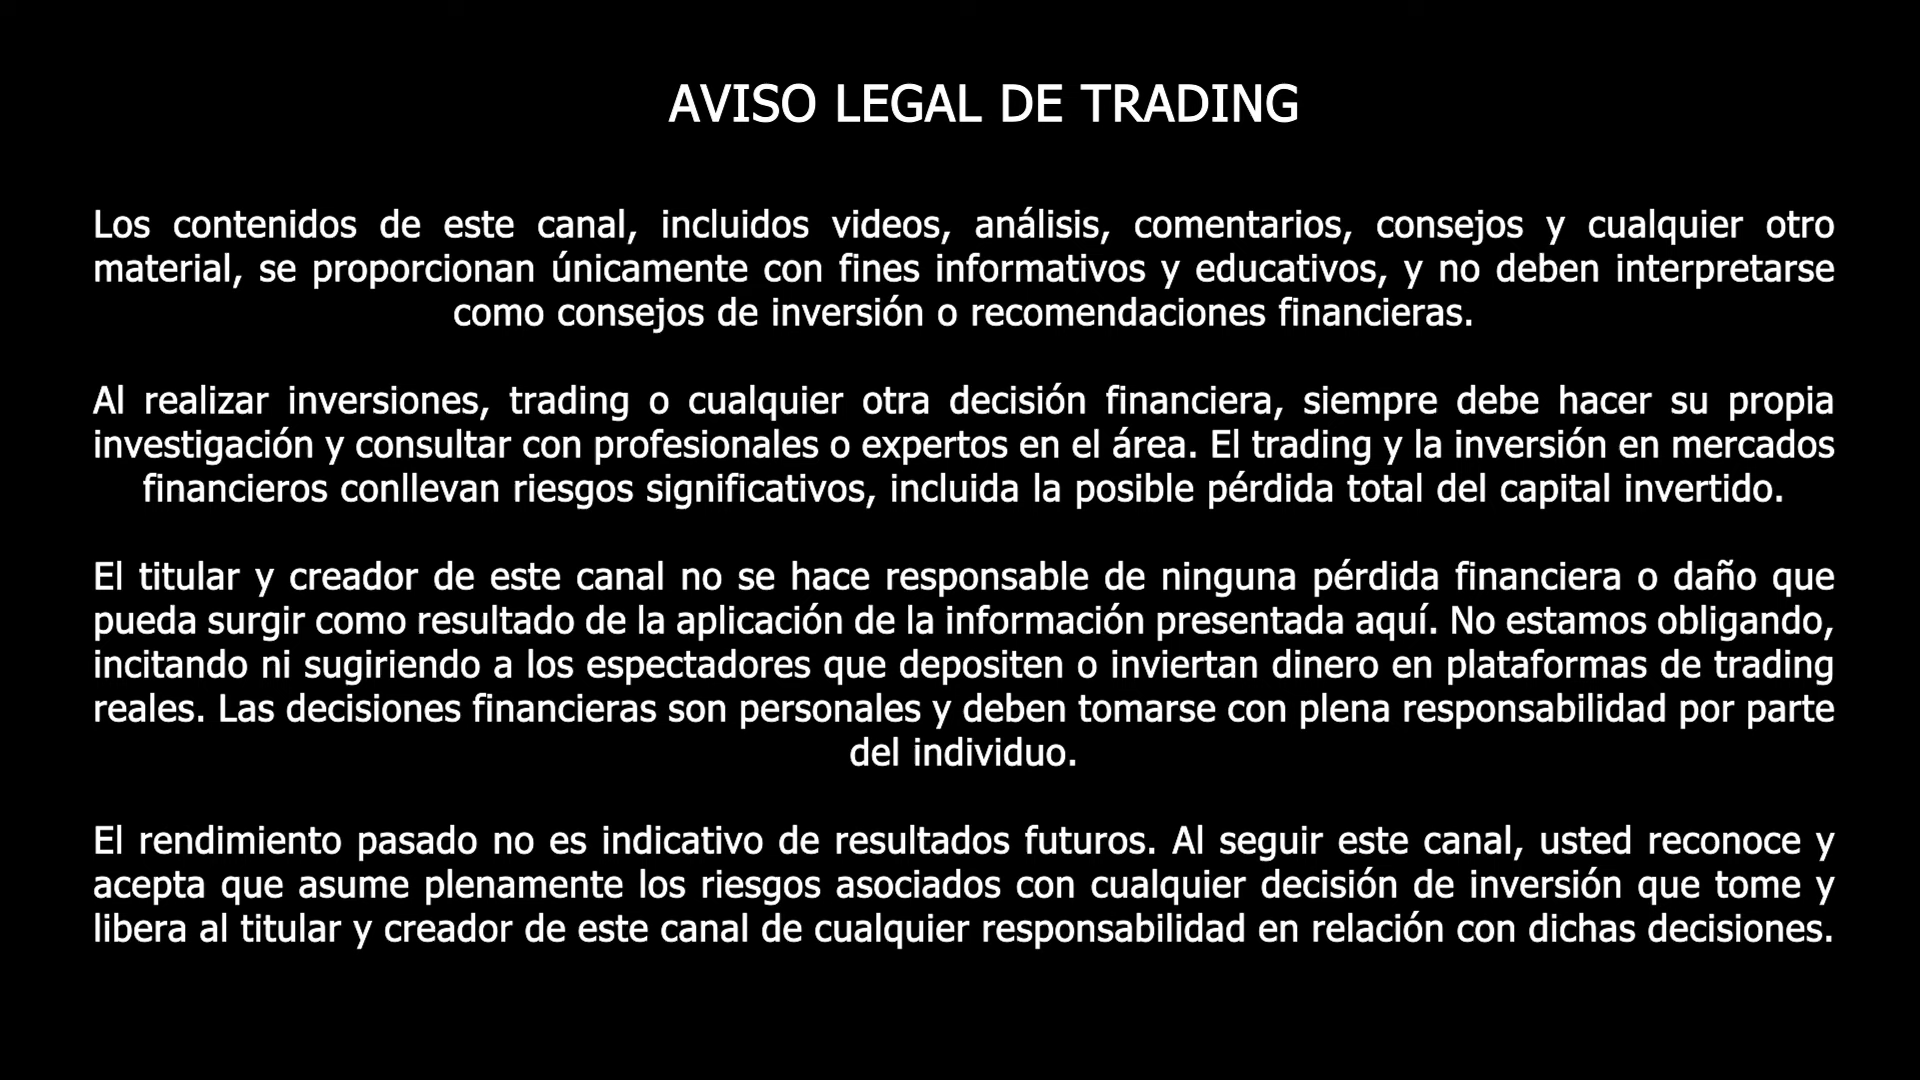 AVISO LEGAL DE TRADING
Los contenidos de este canal, incluidos videos, análisis, comentarios, consejos y cualquier otro
material, se proporcionan únicamente con fines informativos y educativos, y no deben interpretarse
como consejos de inversión o recomendaciones financieras.
Al realizar inversiones, trading o cualquier otra decisión financiera, siempre debe hacer su propia
investigación y consultar con profesionales o expertos en el área. El trading y la inversión en mercados
financieros conllevan riesgos significativos, incluida la posible pérdida total del capital invertido.
El titular y creador de este canal no se hace responsable de ninguna pérdida financiera o daño que
pueda surgir como resultado de la aplicación de la información presentada aquí. No estamos obligando,
incitando ni sugiriendo a los espectadores que depositen o inviertan dinero en plataformas de trading
reales. Las decisiones financieras son personales y deben tomarse con plena responsabilidad por parte
del individuo.
El rendimiento pasado no es indicativo de resultados futuros. Al seguir este canal, usted reconoce y
acepta que asume plenamente los riesgos asociados con cualquier decisión de inversión que tome y
libera al titular y creador de este canal de cualquier responsabilidad en relación con dichas decisiones.